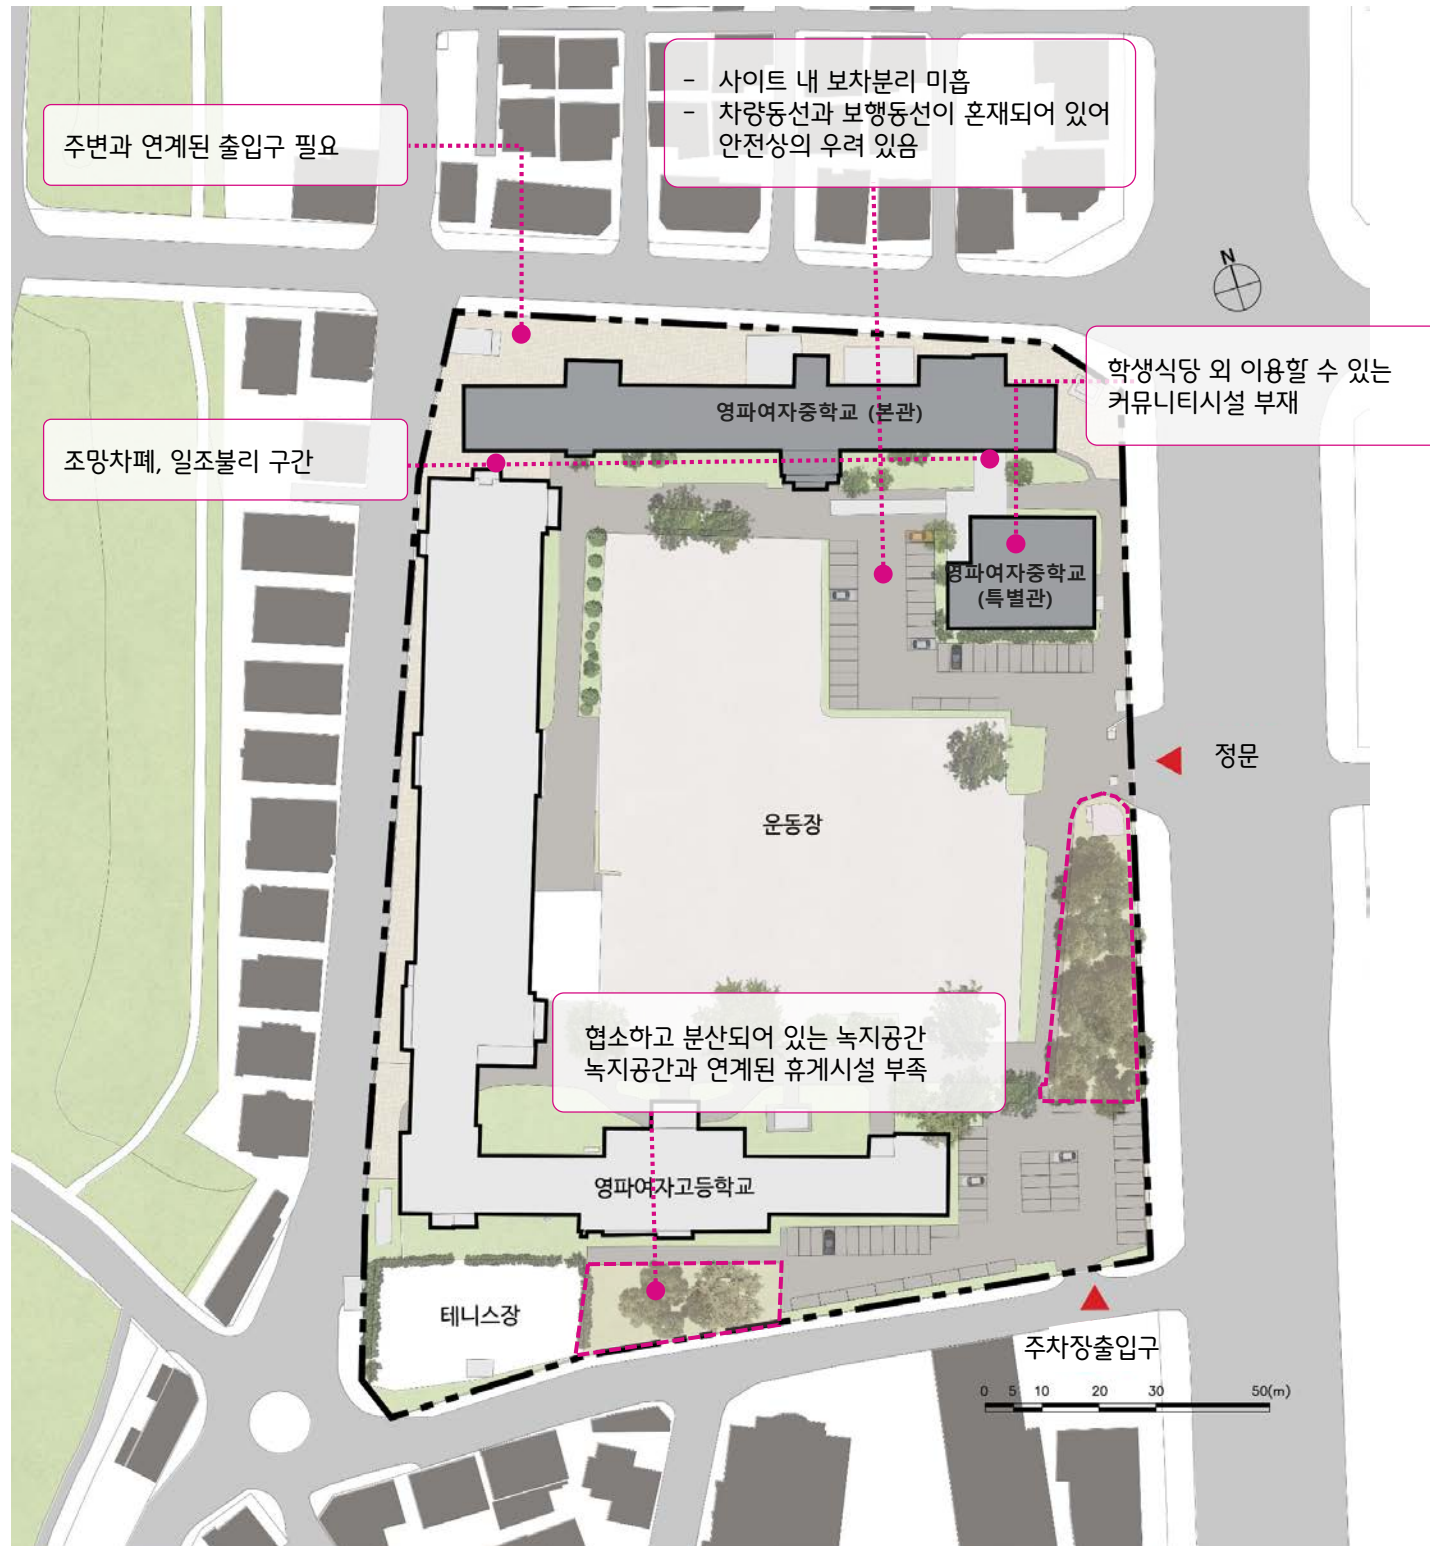 - 사이트 내 보차분리 미흡
- 차량동선과 보행동선이 혼재되어 있어
안전상의 우려 있음
주변과 연계된 출입구 필요
N
학생식당 외 이용할 수 있는
커뮤니티시설 부재
영파여자중학교 (본관)
조망차폐, 일조불리 구간
영파여자중학교
(특별관)
정문
운동장
협소하고 분산되어 있는 녹지공간
녹지공간과 연계된 휴게시설 부족
영파여자고등학교
테니스장
주차장출입구
0 5 10 20 30 50(m)